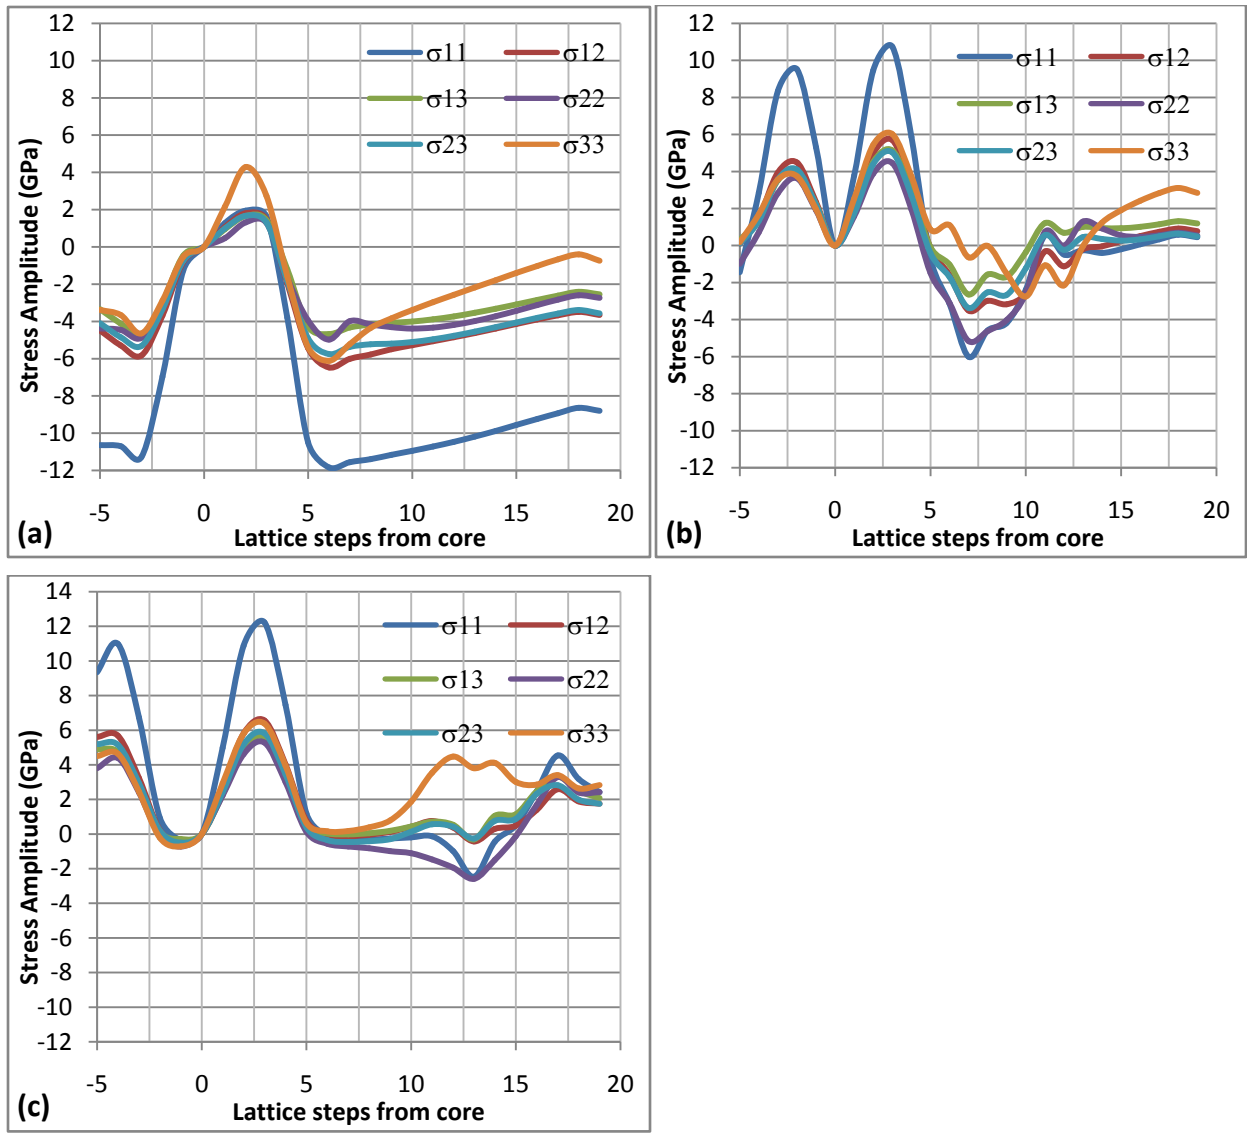 12
10
8
6
4
2
0
-2
-4
-6
-8
-10
-12
Stress Amplitude (GPa)
σ11 σ12
σ13 σ22
σ23 σ33
-5 0 5 10 15 20
Lattice steps from core
(a)
12
10
8
6
4
2
0
-2
-4
-6
-8
-10
-12
Stress Amplitude (GPa)
σ11 σ12
σ13 σ22
σ23 σ33
-5 0 5 10 15 20
Lattice steps from core
(b)
14
12
10
8
6
4
2
0
-2
-4
-6
-8
-10
-12
Stress Amplitude (GPa)
σ11 σ12
σ13 σ22
σ23 σ33
-5 0 5 10 15 20
Lattice steps from core
(c)